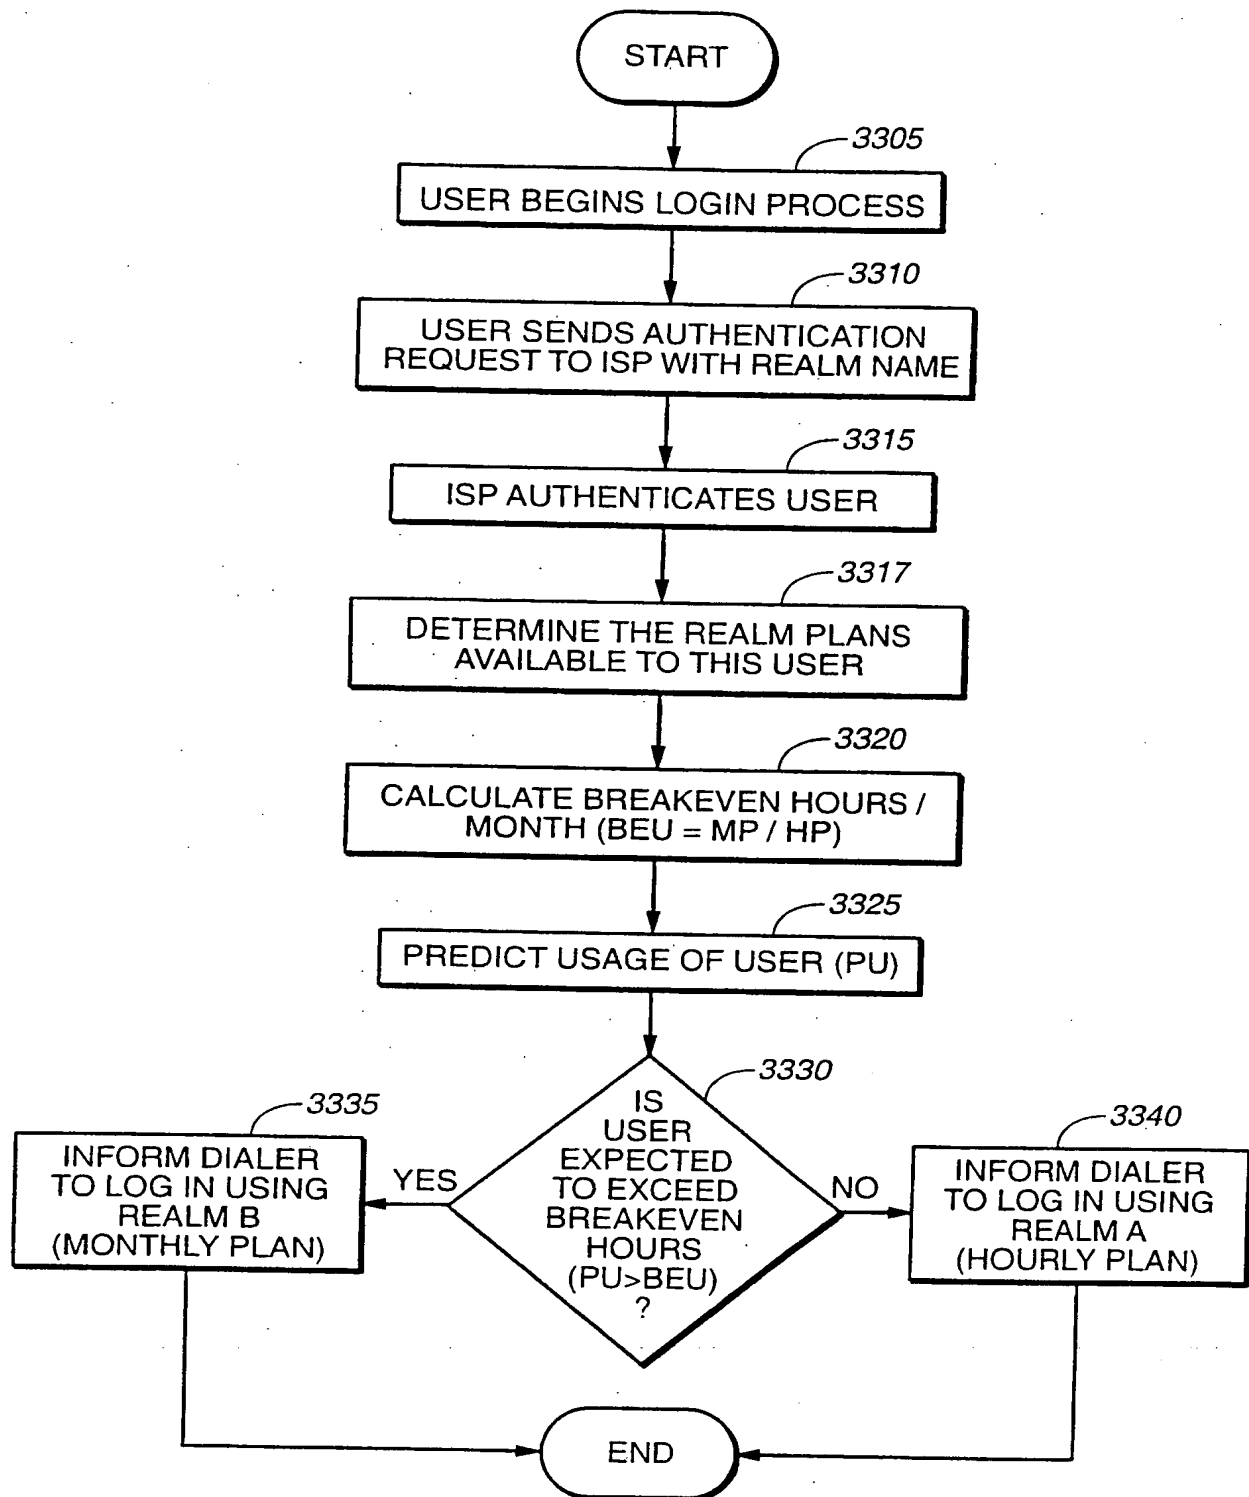 START
3305
USER BEGINS LOGIN PROCESS
3310
USER SENDS AUTHENTICATION
REQUEST TO ISP WITH REALM NAME
3315
ISP AUTHENTICATES USER
3317
DETERMINE THE REALM PLANS
AVAILABLE TO THIS USER
3320
CALCULATE BREAKEVEN HOURS /
MONTH (BEU = MP / HP)
3325
PREDICT USAGE OF USER (PU)
3330
IS
USER
EXPECTED
TO EXCEED
BREAKEVEN
HOURS
(PU>BEU)
?
YES
3335
INFORM DIALER
TO LOG IN USING
REALM B
(MONTHLY PLAN)
NO
3340
INFORM DIALER
TO LOG IN USING
REALM A
(HOURLY PLAN)
END